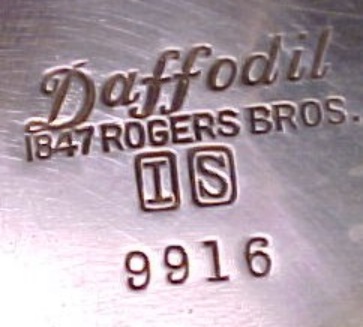 Daffodil
1847 ROGERS BROS.
I S
9916